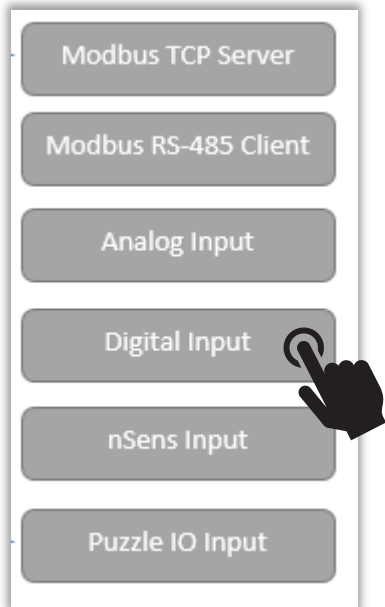 Modbus TCP Server
Modbus RS-485 Client
Analog Input
Digital Input
nSens Input
Puzzle IO Input